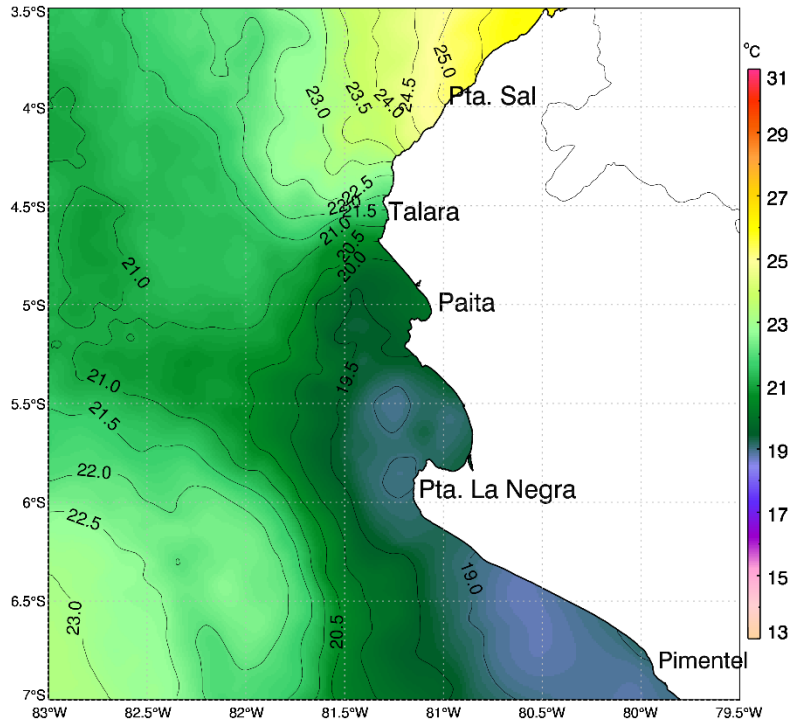 3.5°S
4°S
4.5°S
5°S
5.5°S
6°S
6.5°S
7°S
83°W
82.5°W
82°W
81.5°W
81°W
80.5°W
80°W
79.5°W
°C
31
29
27
25
23
21
19
17
15
13
Pta. Sal
Talara
Paita
Pta. La Negra
Pimentel
25.0
24.5
24.0
23.5
23.0
22.5
22.0
21.5
21.0
20.5
20.0
21.0
19.5
21.0
21.5
22.0
22.5
23.0
20.5
19.0